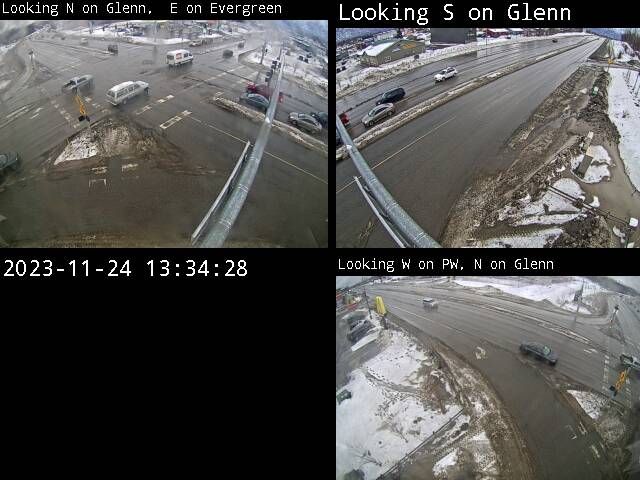 Looking N on Glenn, E on Evergreen
Looking S on Glenn
2023-11-24 13:34:28
Looking W on PW, N on Glenn